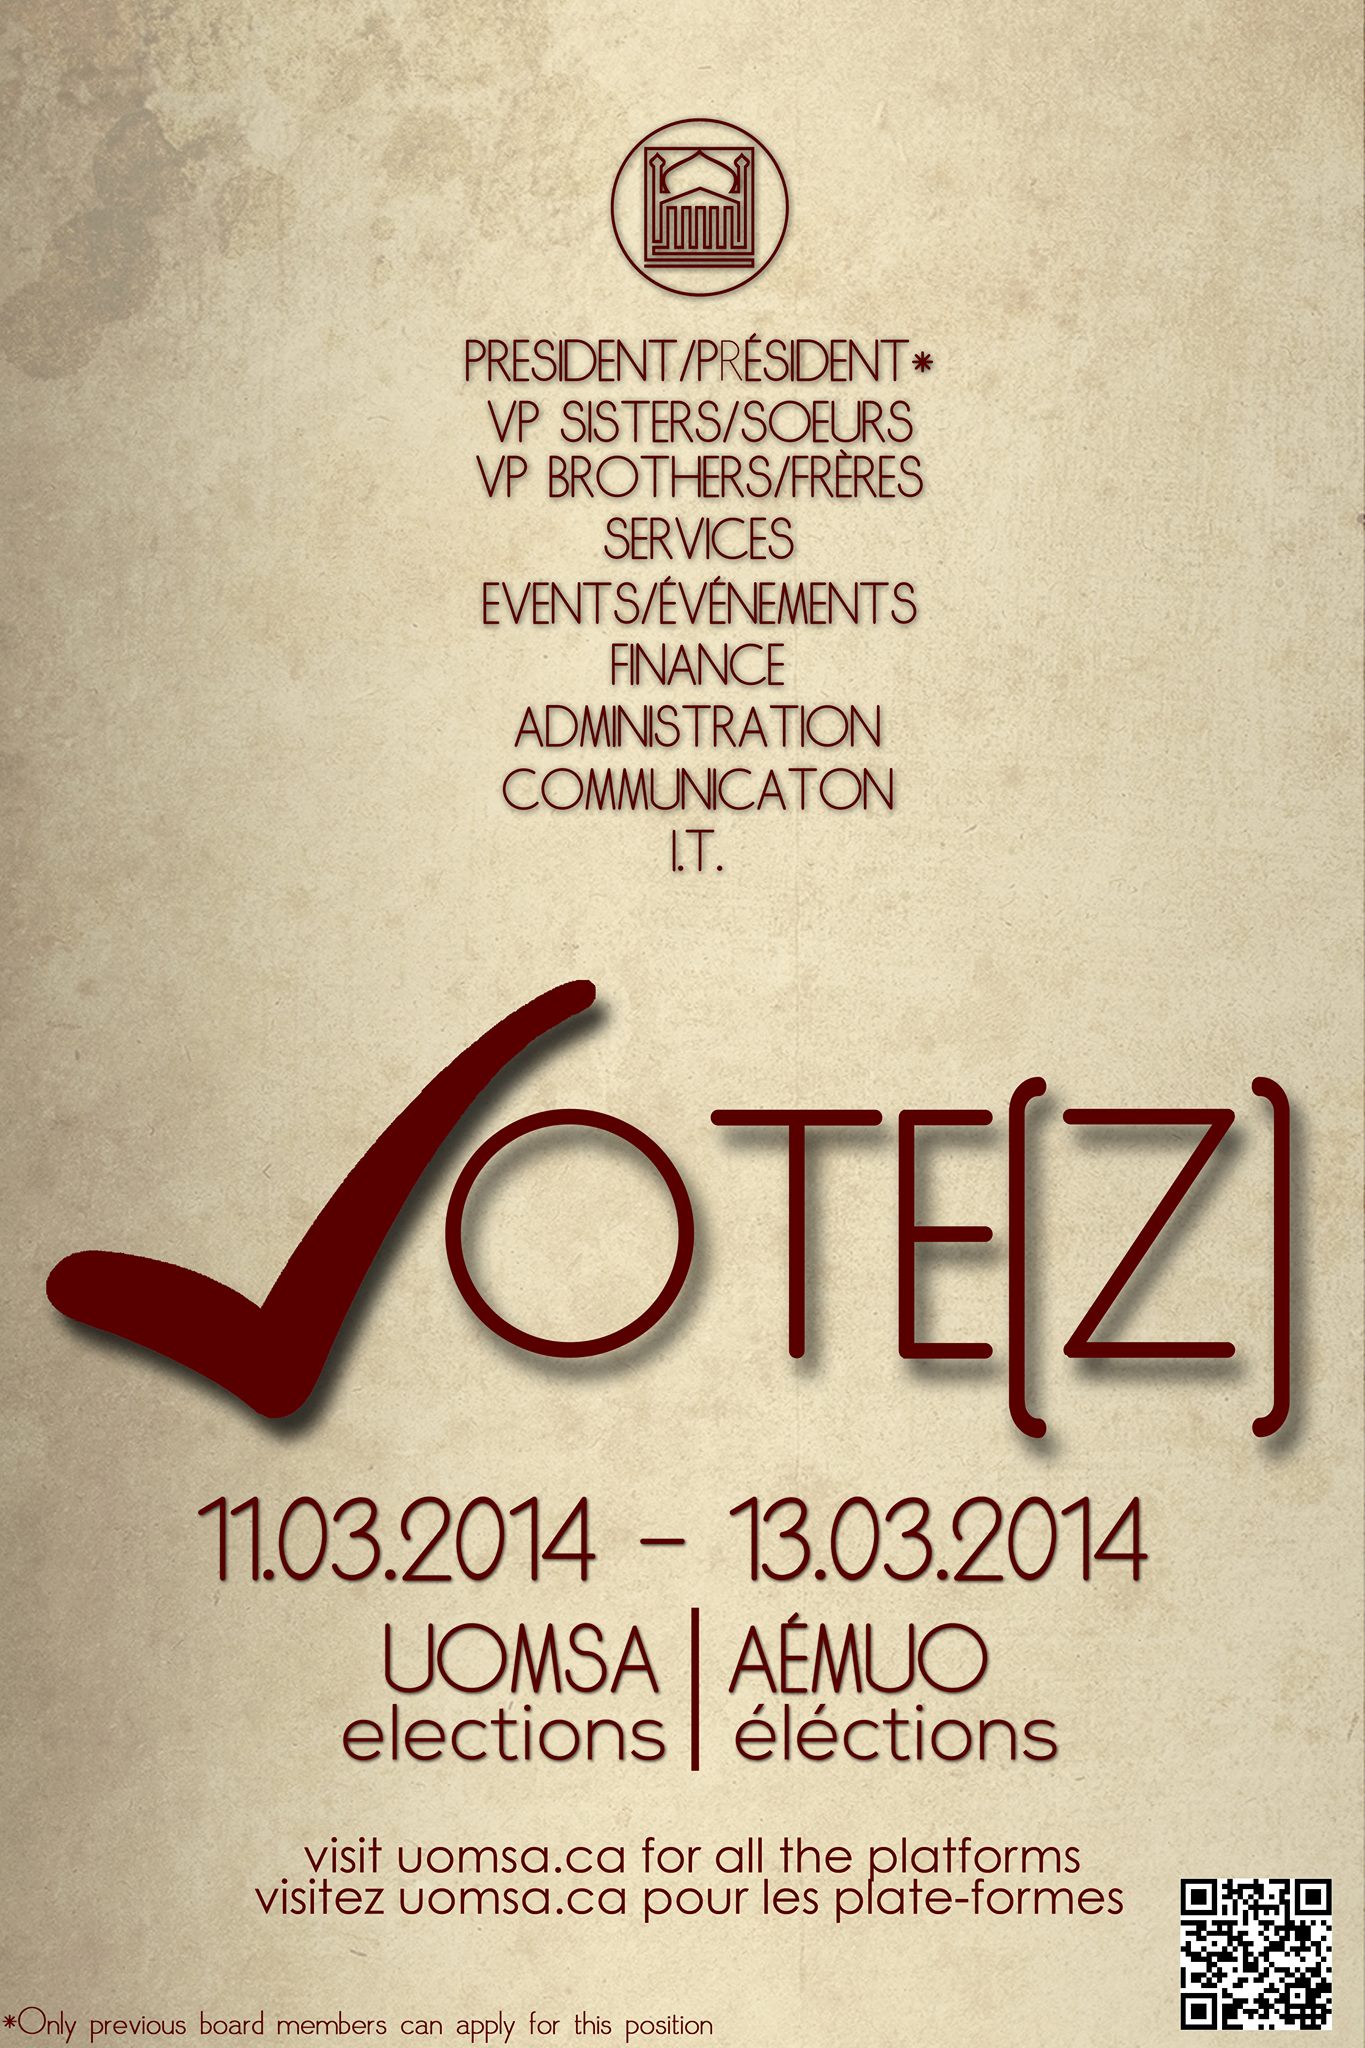 PRESIDENT/PRÉSIDENT*
VP SISTERS/SOEURS
VP BROTHERS/FRÈRES
SERVICES
EVENTS/ÉVÉNEMENTS
FINANCE
ADMINISTRATION
COMMUNICATON
I.T.
VOTE(Z)
11.03.2014 - 13.03.2014
UOMSA | AÉMUO
elections | éléctions
visit uomsa.ca for all the platforms
visitez uomsa.ca pour les plate-formes
*Only previous board members can apply for this position